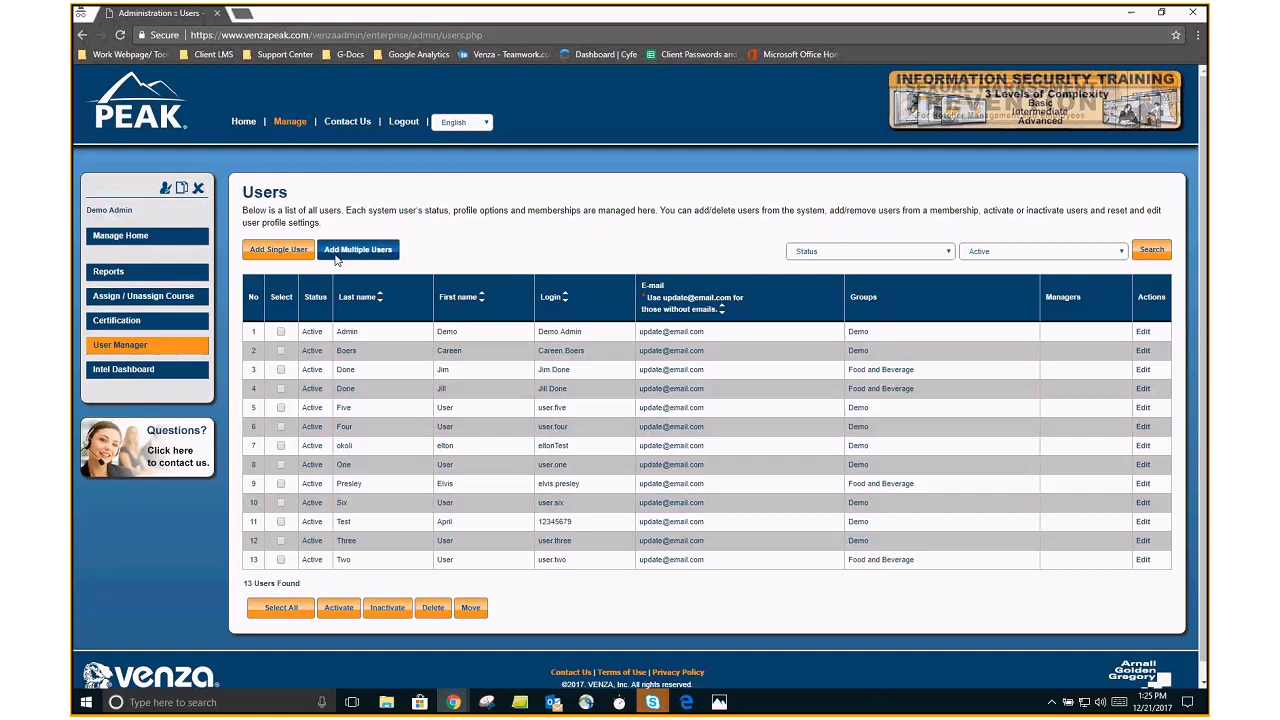 Administration :: Users -
Secure | https://www.venzapeak.com/venzaadmin/enterprise/admin/users.php
Work Webpage/ Too Client LMS Support Center G-Docs Google Analytics Venza - Teamwork.co Dashboard | Cyfe Client Passwords and Microsoft Office Hom
PEAK
Home | Manage | Contact Us | Logout | English
INFORMATION SECURITY TRAINING
3 Levels of Complexity
Basic
Intermediate
Advanced
Demo Admin
Manage Home
Reports
Assign / Unassign Course
Certification
User Manager
Intel Dashboard
Questions?
Click here
to contact us.
Users
Below is a list of all users. Each system user's status, profile options and memberships are managed here. You can add/delete users from the system, add/remove users from a membership, activate or inactivate users and reset and edit
user profile settings.
Add Single User Add Multiple Users Status Active Search
No Select Status Last name First name Login E-mail * Use update@email.com for those without emails. Groups Managers Actions
1 Active Admin Demo Demo.Admin update@email.com Demo Edit
2 Active Boers Careen Careen.Boers update@email.com Demo Edit
3 Active Done Jim Jim.Done update@email.com Food and Beverage Edit
4 Active Done Jill Jill.Done update@email.com Food and Beverage Edit
5 Active Five User user.five update@email.com Demo Edit
6 Active Four User user.four update@email.com Demo Edit
7 Active okoli elton eltonTest update@email.com Demo Edit
8 Active One User user.one update@email.com Demo Edit
9 Active Presley Elvis elvis.presley update@email.com Food and Beverage Edit
10 Active Six User user.six update@email.com Demo Edit
11 Active Test April 12345679 update@email.com Demo Edit
12 Active Three User user.three update@email.com Demo Edit
13 Active Two User user.two update@email.com Food and Beverage Edit
13 Users Found
Select All Activate Inactivate Delete Move
VENZA
Contact Us | Terms of Use | Privacy Policy
©2017. VENZA, Inc. All rights reserved.
Arnall
Golden
Gregory
Type here to search
1:25 PM
12/21/2017